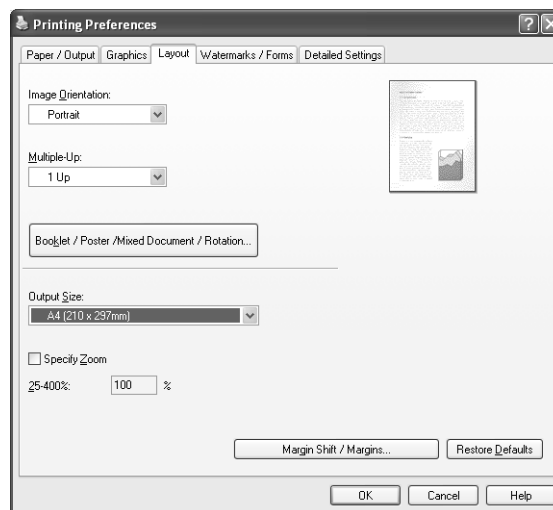 Printing Preferences
Paper / Output Graphics Layout Watermarks / Forms Detailed Settings
Image Orientation:
Portrait
Multiple-Up:
1 Up
Booklet / Poster /Mixed Document / Rotation...
Output Size:
A4 (210 x 297mm)
Specify Zoom
25-400%: 100 %
Margin Shift / Margins... Restore Defaults
OK Cancel Help